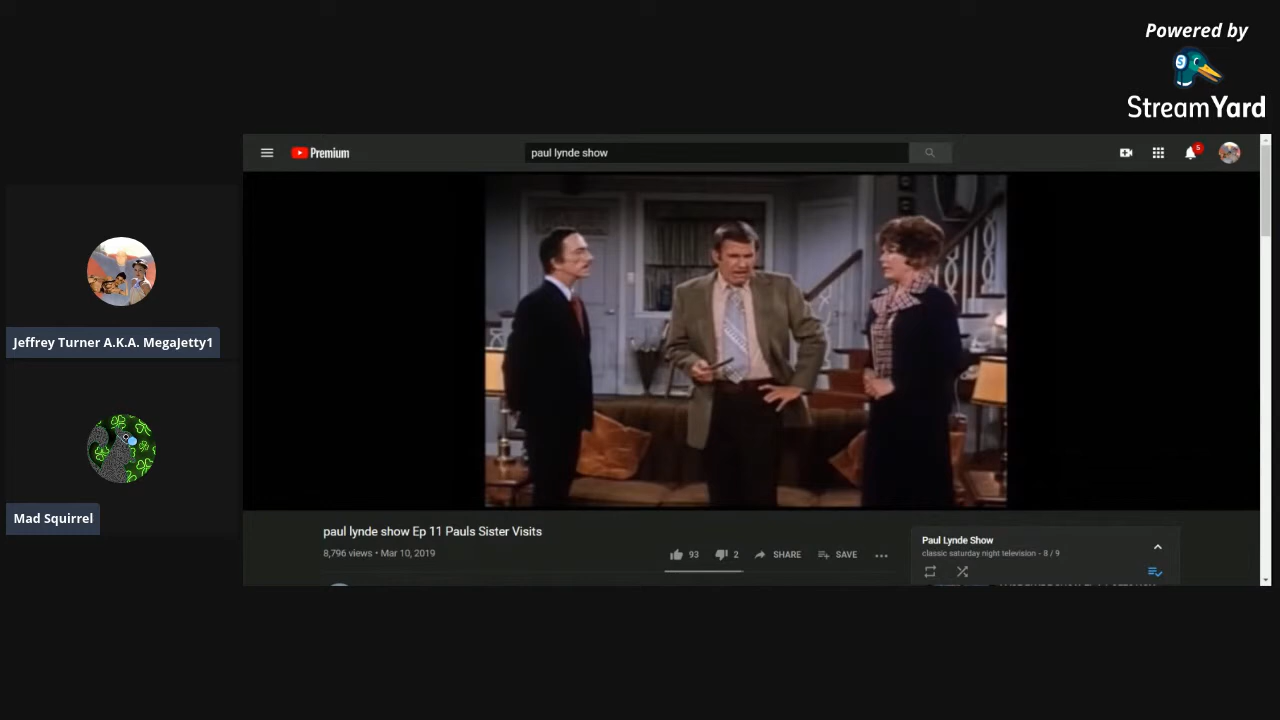 Powered by
StreamYard
Premium
paul lynde show
5
Jeffrey Turner A.K.A. MegaJetty1
Mad Squirrel
paul lynde show Ep 11 Pauls Sister Visits
8,796 views • Mar 10, 2019
93
2
SHARE
SAVE
Paul Lynde Show
classic saturday night television - 8 / 9